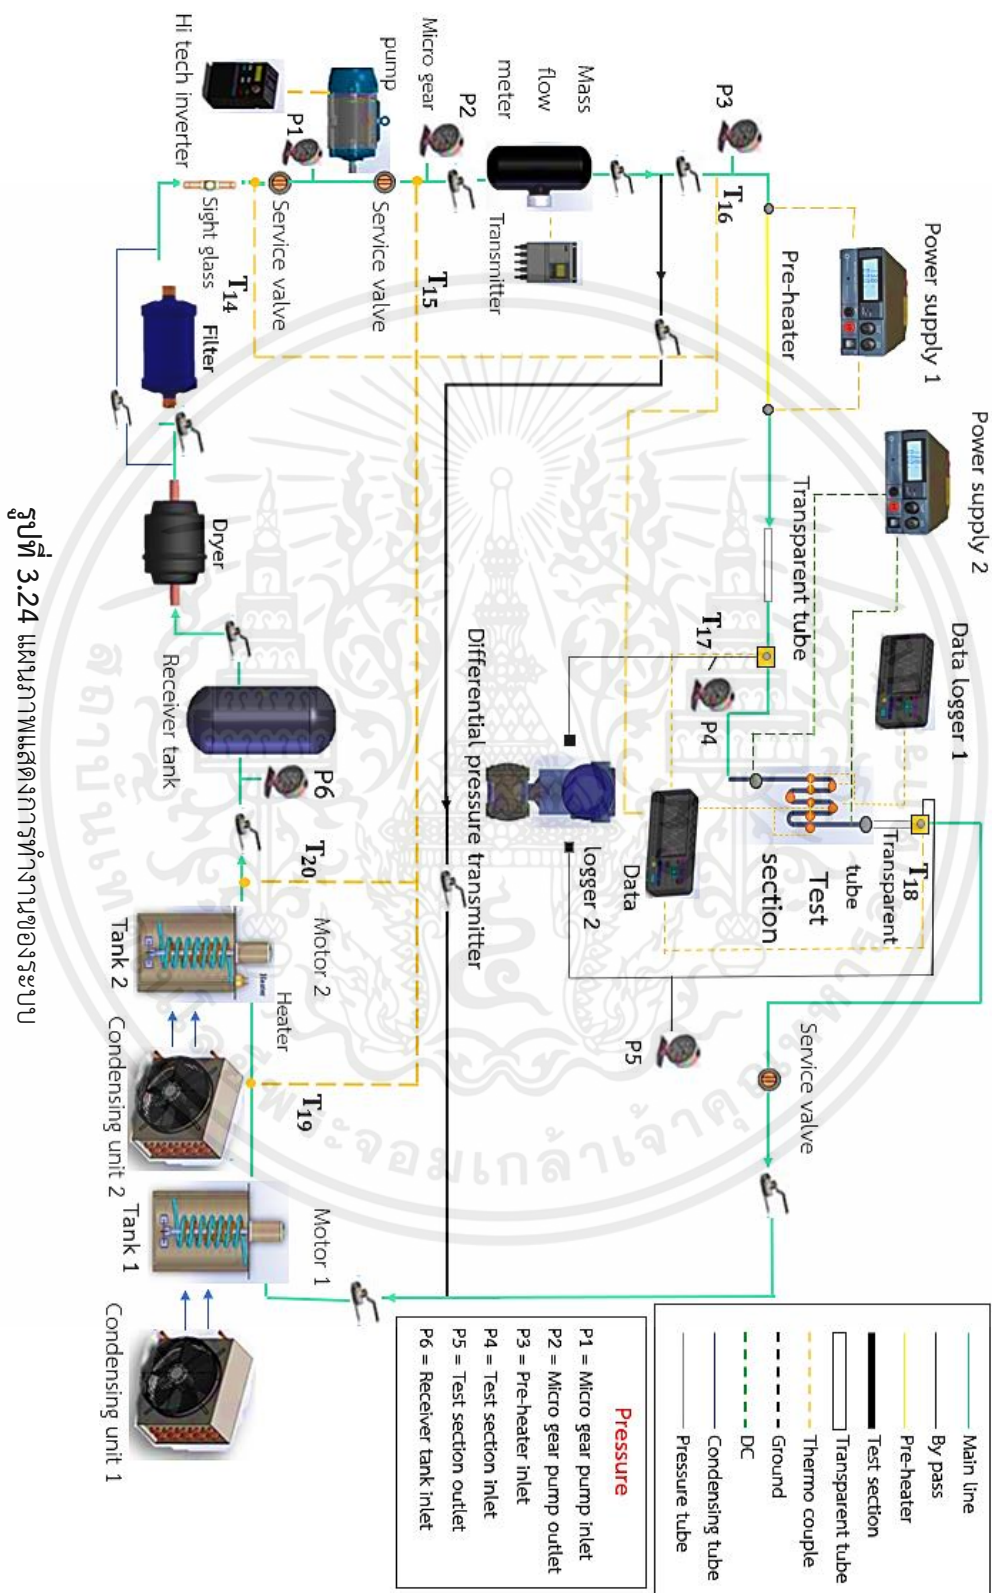 Power supply 1
Power supply 2
Data logger 1
P3
T16
Pre-heater
Transparent tube
T17
P4
Test
section
Transparent
tube
T18
Service valve
Mass
flow
meter
Transmitter
P2
Micro gear
pump
P1
Hi tech inverter
Sight glass
T14
Service valve
Service valve
T15
Differential pressure transmitter
Data
logger 2
P5
Filter
Dryer
Receiver tank
P6
T20
Motor 2
Heater
Heater
Tank 2
Condensing unit 2
T19
Motor 1
Tank 1
Condensing unit 1
Main line
By pass
Pre-heater
Test section
Transparent tube
Thermo couple
Ground
DC
Condensing tube
Pressure tube
Pressure
P1 = Micro gear pump inlet
P2 = Micro gear pump outlet
P3 = Pre-heater inlet
P4 = Test section inlet
P5 = Test section outlet
P6 = Receiver tank inlet
รูปที่ 3.24 แผนภาพแสดงการทำงานของระบบ